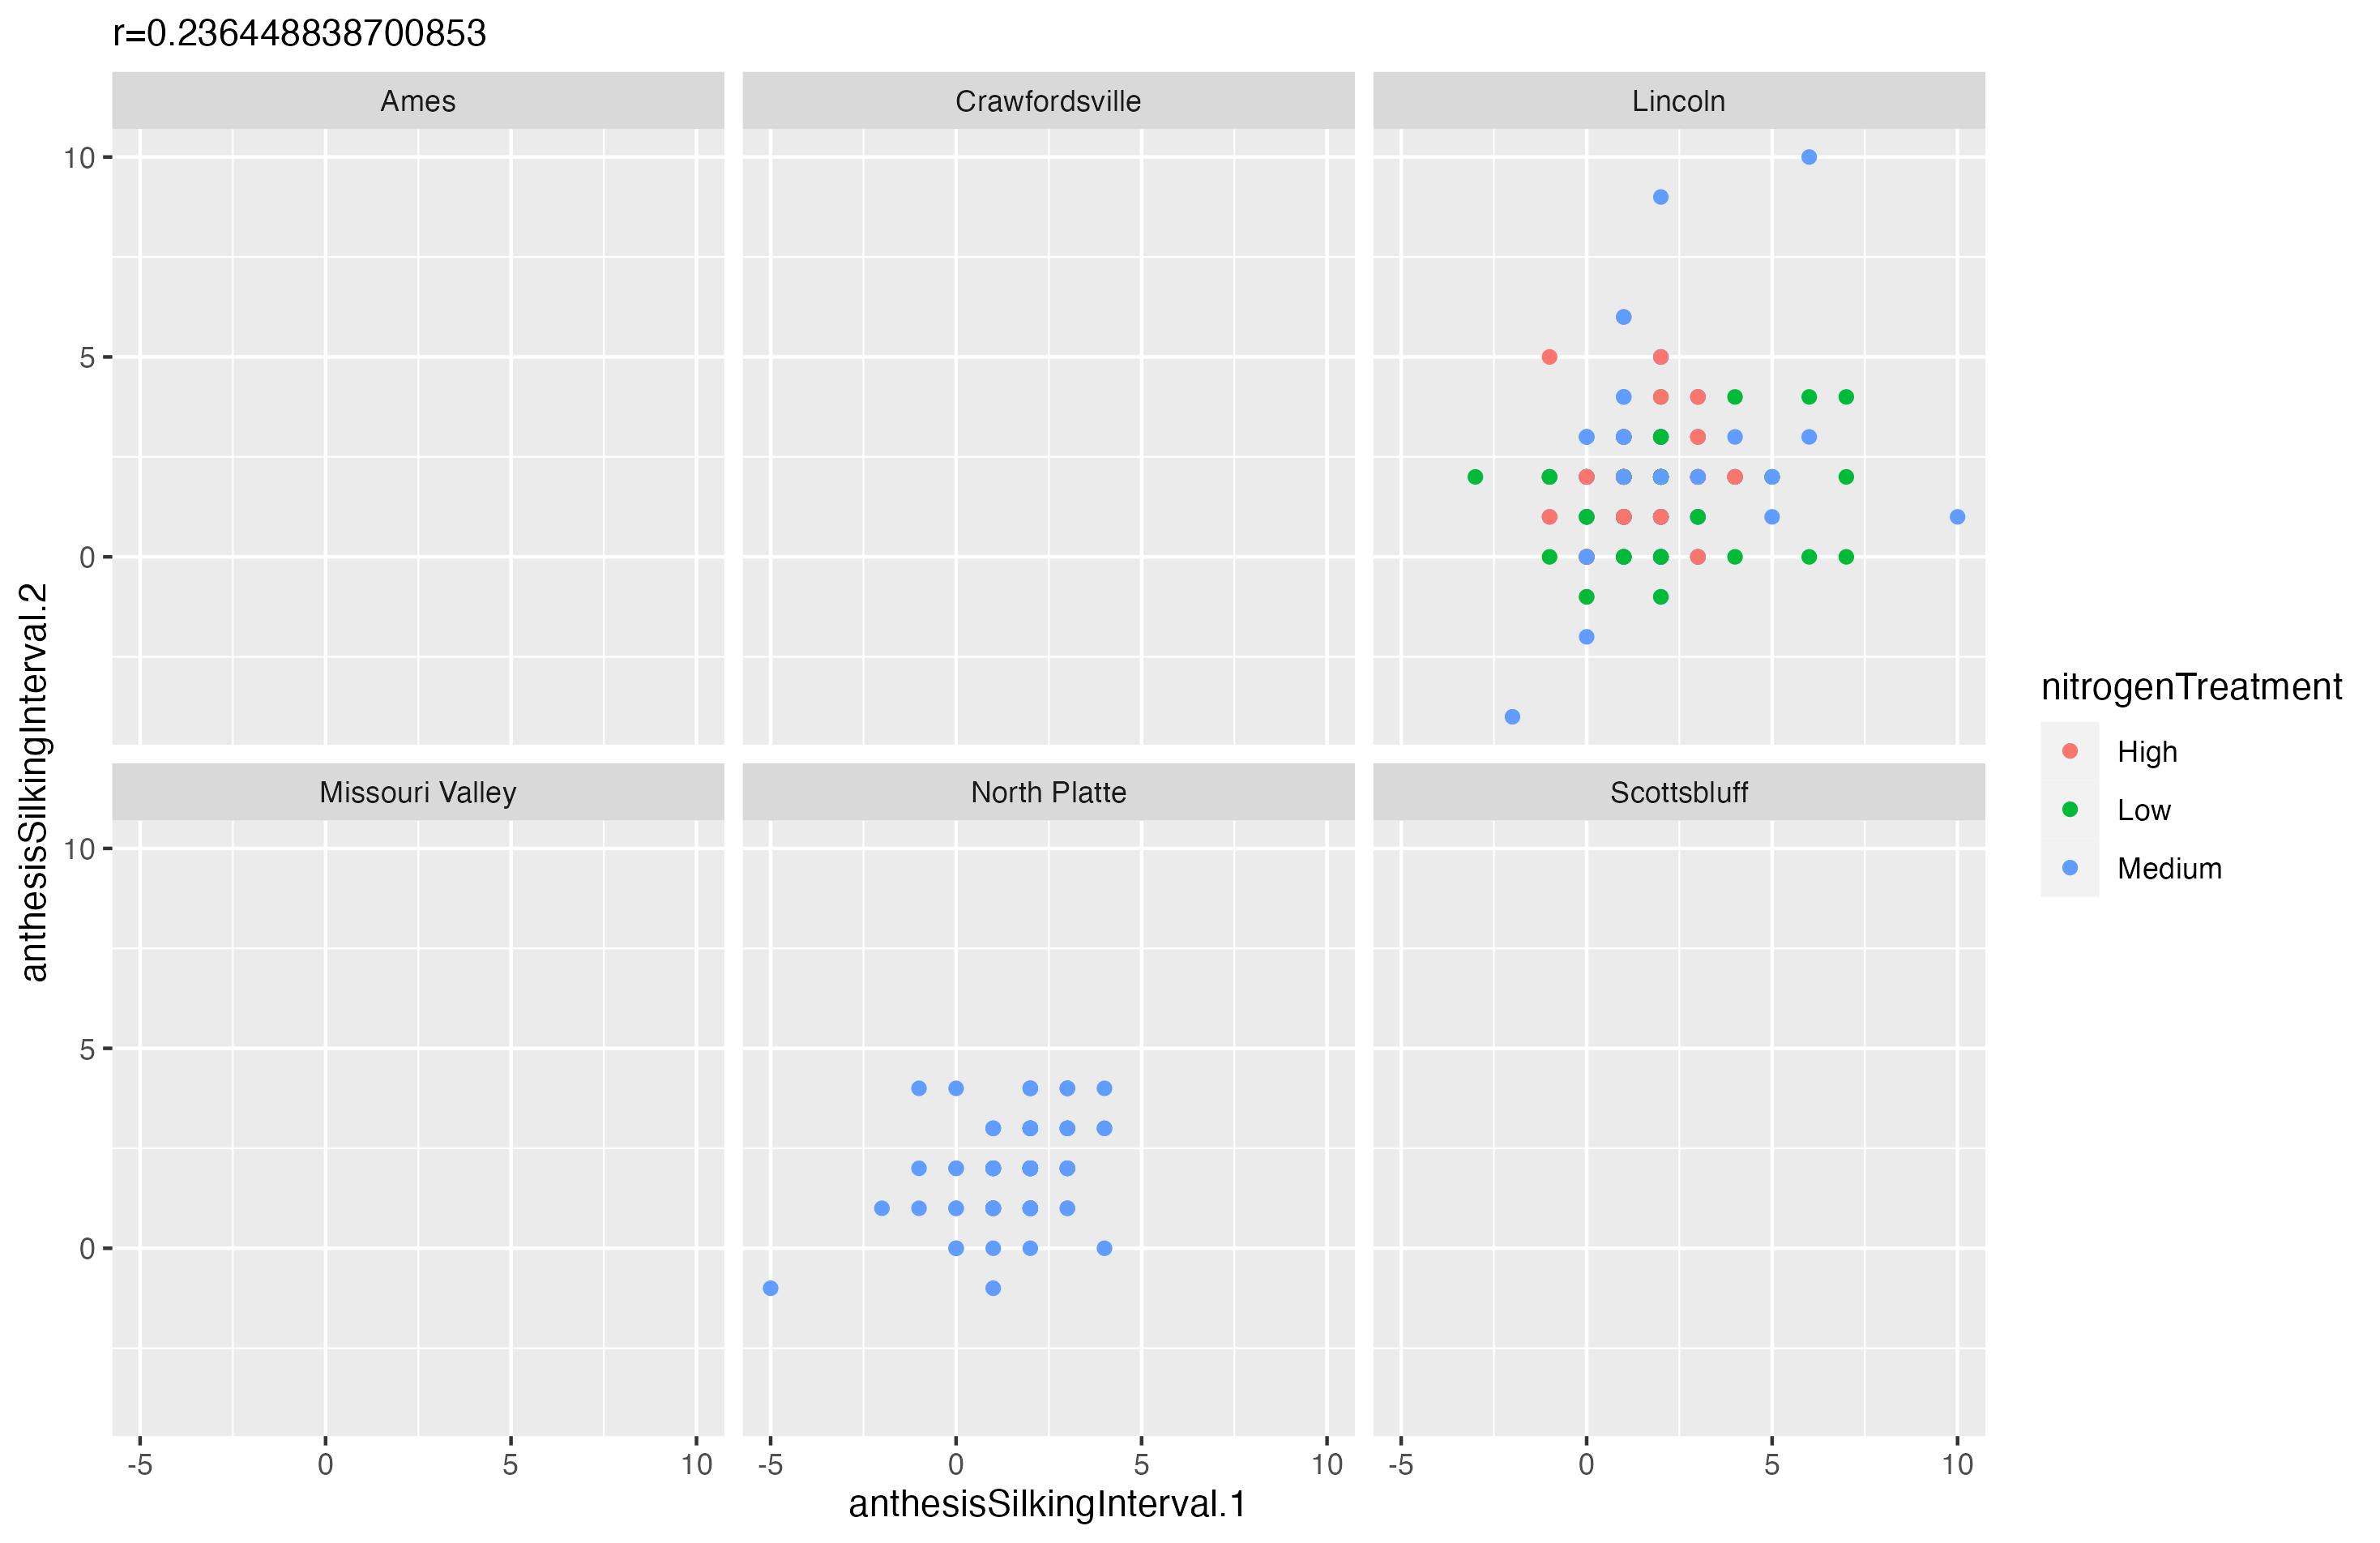 r=0.236448838700853
Ames
Crawfordsville
Lincoln
10
5
0
anthesisSilkingInterval.2
Missouri Valley
North Platte
Scottsbluff
10
5
0
-5 0 5 10
-5 0 5 10
-5 0 5 10
anthesisSilkingInterval.1
nitrogenTreatment
High
Low
Medium